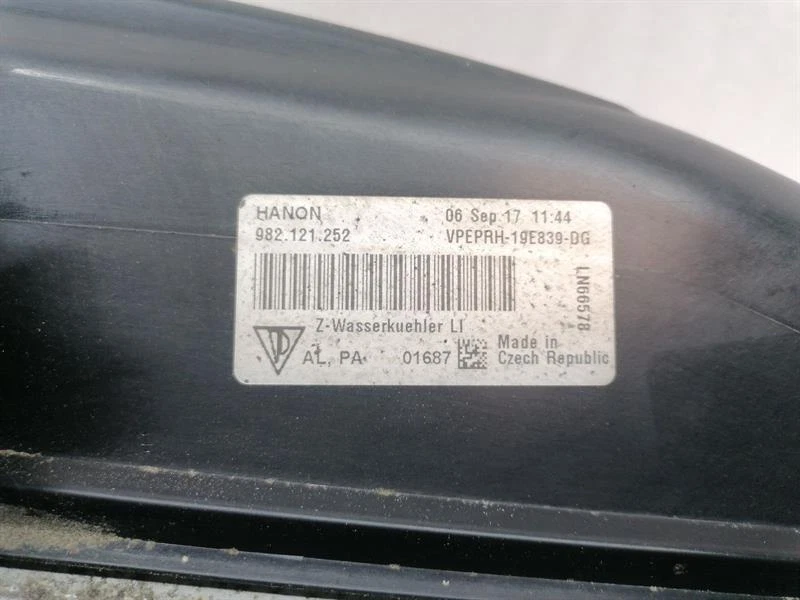 HANON 06 Sep 17 11:44
982.121.252 VPEPRH-19E839-DG
LN66578
Z-Wasserkuehler LI
AL, PA 01687 Made in
Czech Republic